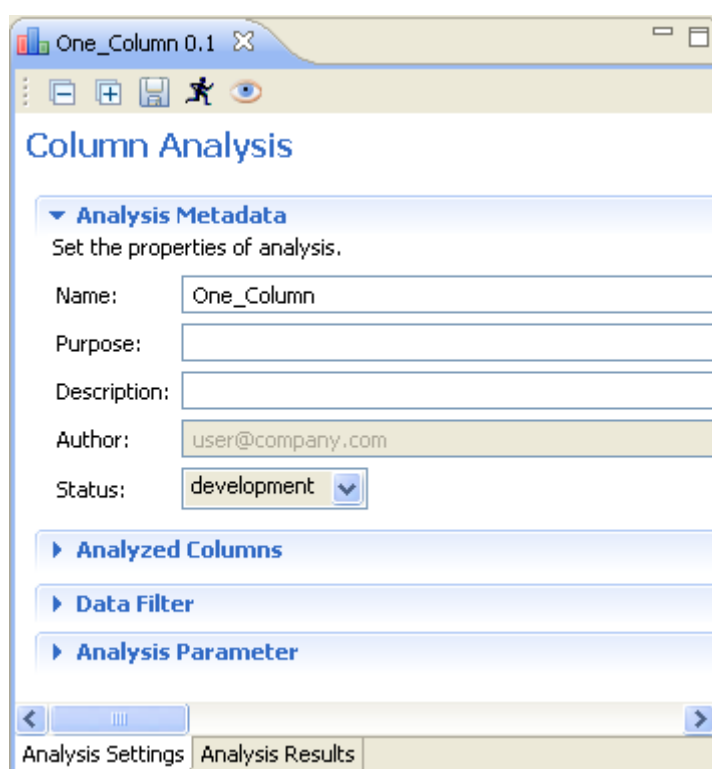 One_Column 0.1
Column Analysis
Analysis Metadata
Set the properties of analysis.
Name: One_Column
Purpose:
Description:
Author: user@company.com
Status: development
Analyzed Columns
Data Filter
Analysis Parameter
Analysis Settings Analysis Results